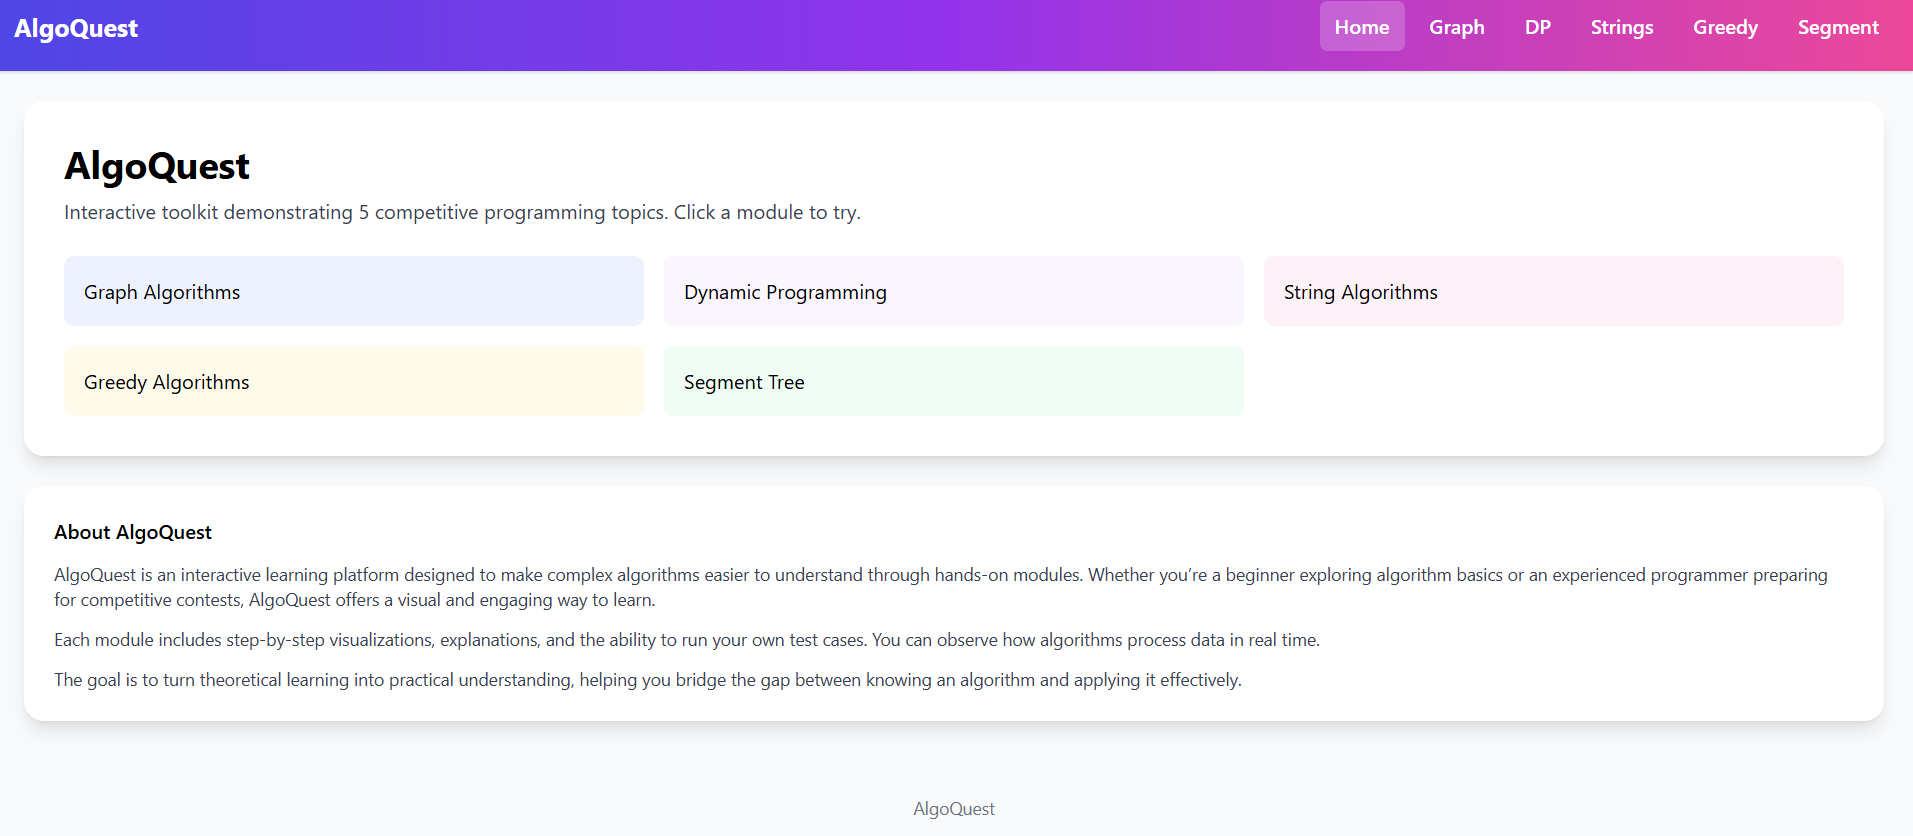 AlgoQuest
Home Graph DP Strings Greedy Segment
AlgoQuest
Interactive toolkit demonstrating 5 competitive programming topics. Click a module to try.
Graph Algorithms
Dynamic Programming
String Algorithms
Greedy Algorithms
Segment Tree
About AlgoQuest
AlgoQuest is an interactive learning platform designed to make complex algorithms easier to understand through hands-on modules. Whether you’re a beginner exploring algorithm basics or an experienced programmer preparing
for competitive contests, AlgoQuest offers a visual and engaging way to learn.
Each module includes step-by-step visualizations, explanations, and the ability to run your own test cases. You can observe how algorithms process data in real time.
The goal is to turn theoretical learning into practical understanding, helping you bridge the gap between knowing an algorithm and applying it effectively.
AlgoQuest